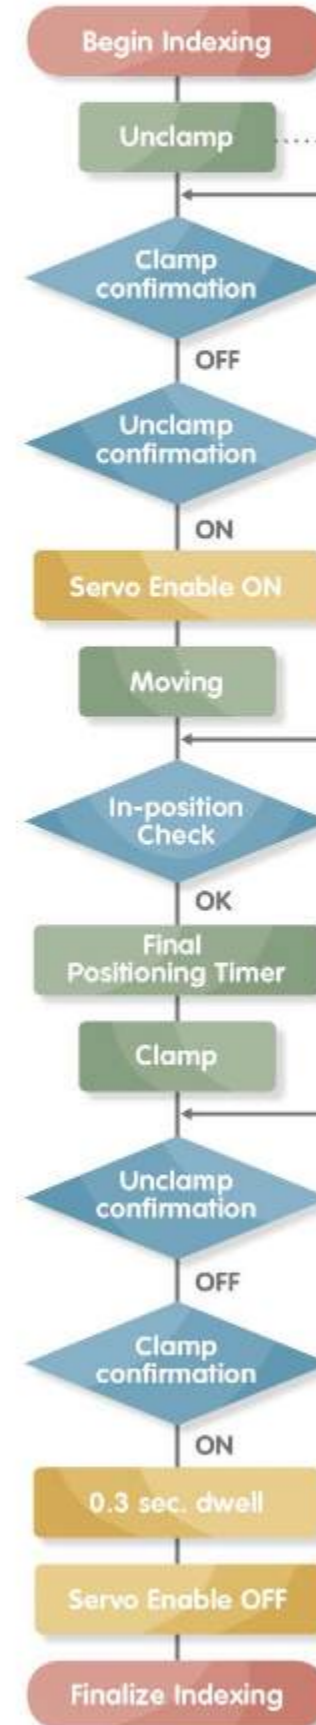 Begin Indexing
Unclamp
Clamp
confirmation
OFF
Unclamp
confirmation
ON
Servo Enable ON
Moving
In-position
Check
OK
Final
Positioning Timer
Clamp
Unclamp
confirmation
OFF
Clamp
confirmation
ON
0.3 sec. dwell
Servo Enable OFF
Finalize Indexing